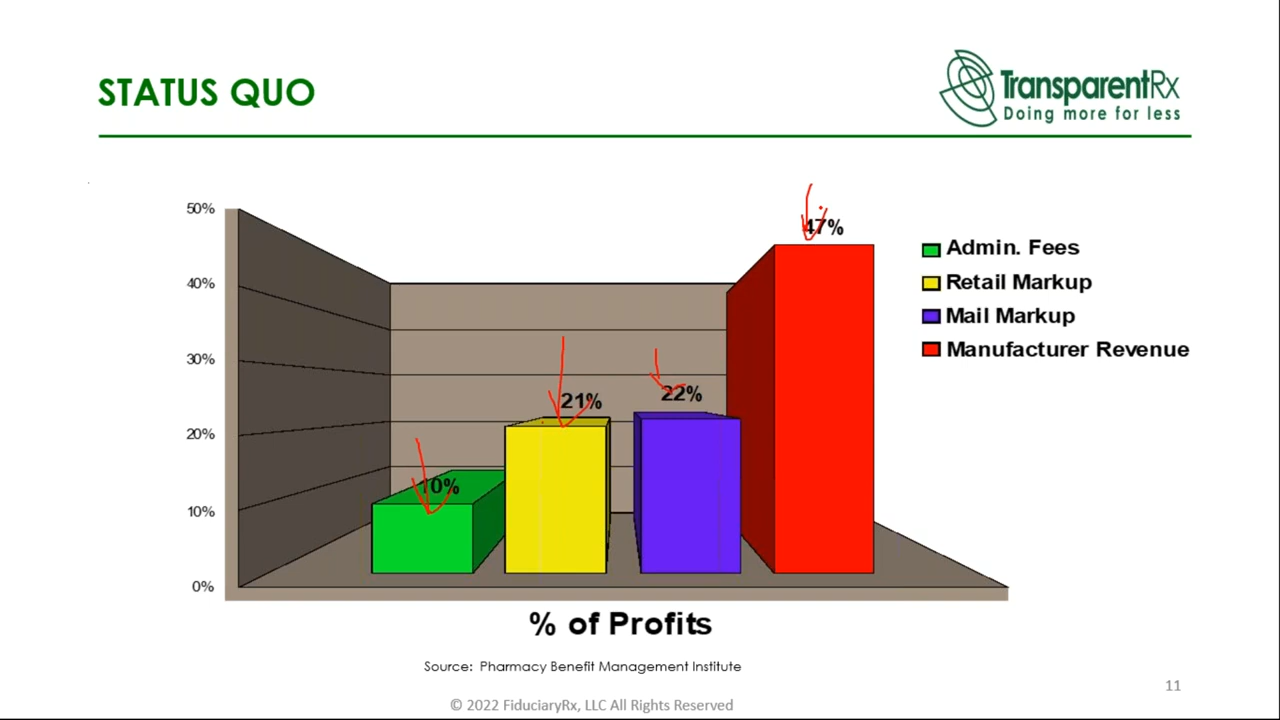 STATUS QUO
TransparentRx
Doing more for less
50%
40%
30%
20%
10%
0%
10%
21%
22%
47%
Admin. Fees
Retail Markup
Mail Markup
Manufacturer Revenue
% of Profits
Source: Pharmacy Benefit Management Institute
11
© 2022 FiduciaryRx, LLC All Rights Reserved